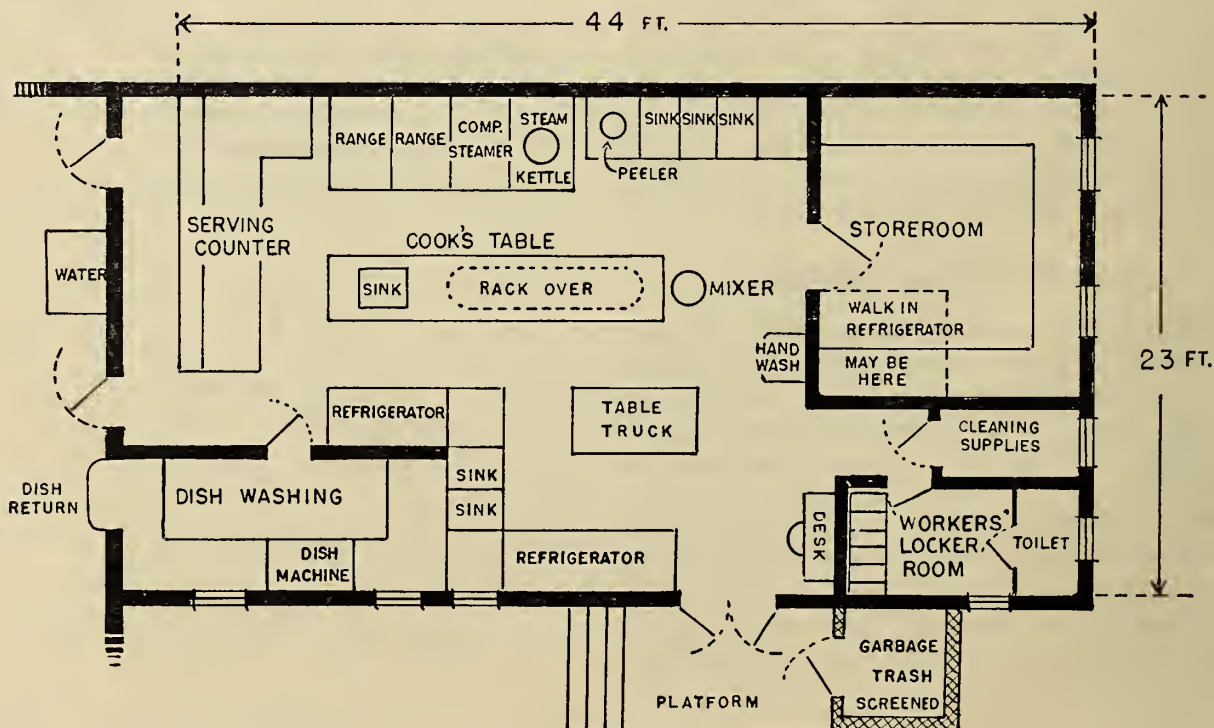 44 FT.
RANGE
RANGE
COMP.
STEAMER
STEAM
KETTLE
PEELER
SINK
SINK
SINK
SERVING
COUNTER
COOK'S TABLE
STOREROOM
WATER
SINK
RACK OVER
MIXER
WALK IN
REFRIGERATOR
MAY BE
HERE
HAND
WASH
23 FT.
REFRIGERATOR
TABLE
TRUCK
CLEANING
SUPPLIES
DISH
RETURN
DISH WASHING
SINK
SINK
DISH
MACHINE
REFRIGERATOR
DESK
WORKERS'
LOCKER
ROOM
TOILET
PLATFORM
GARBAGE
TRASH
SCREENED